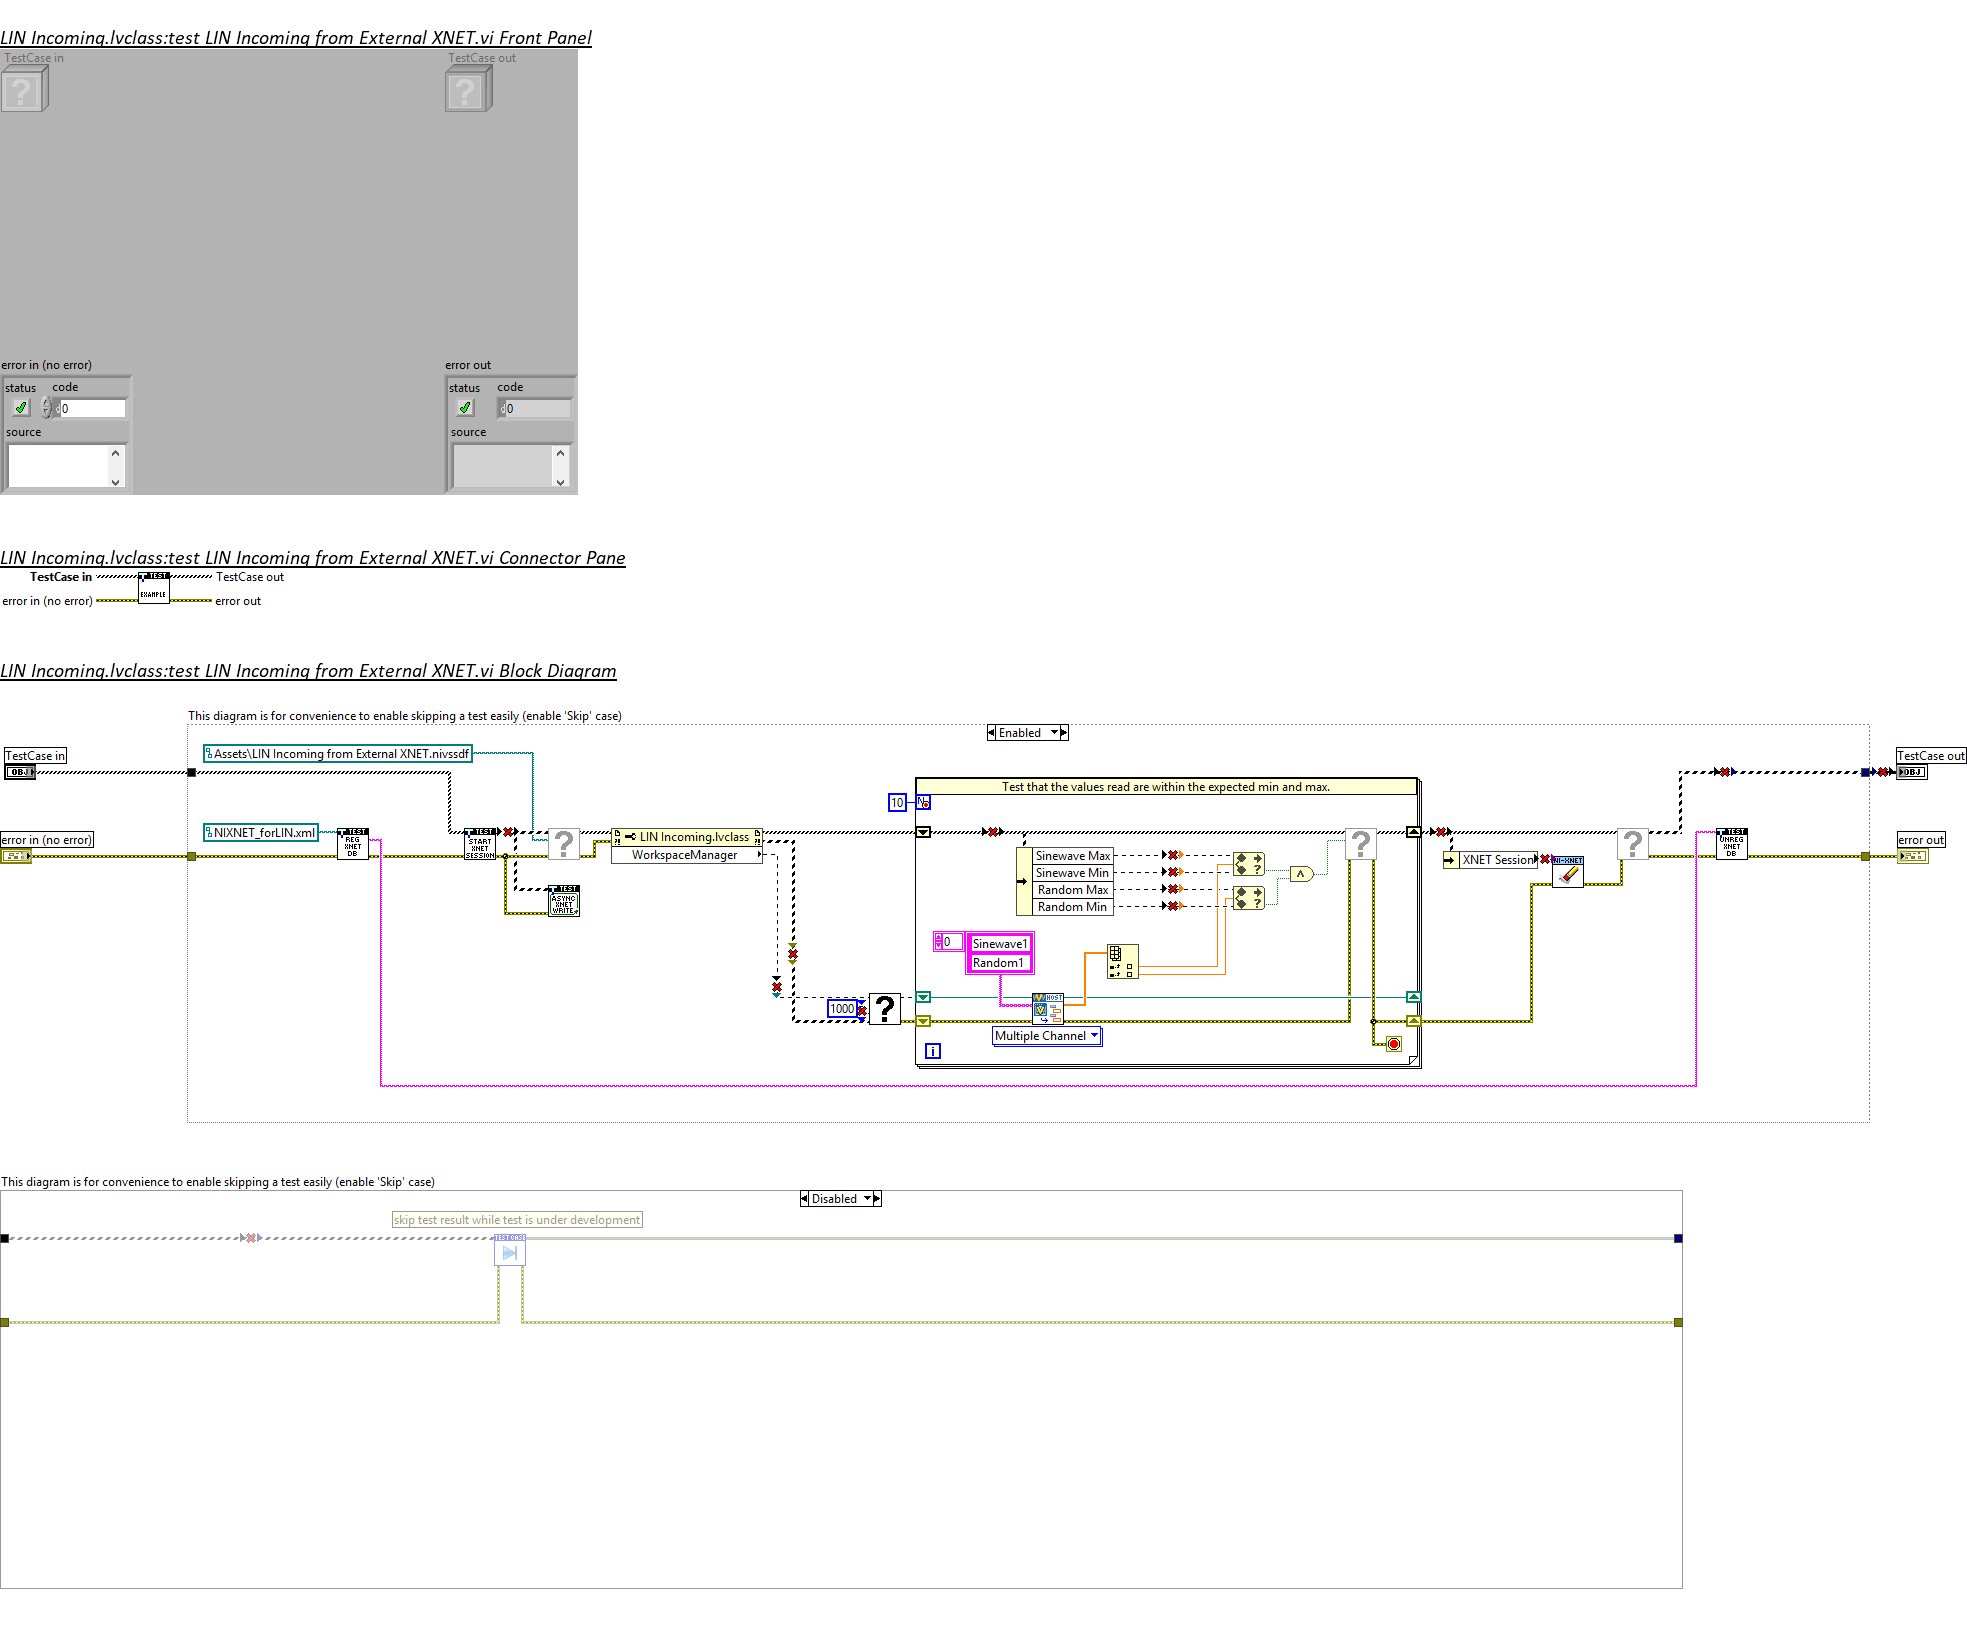 LIN Incoming.lvclass:test LIN Incoming from External XNET.vi Front Panel
TestCase in
TestCase out
error in (no error)
error out
status code
status code
0
0
source
source
LIN Incoming.lvclass:test LIN Incoming from External XNET.vi Connector Pane
TestCase in
TEST
EXAMPLE
TestCase out
error in (no error)
error out
LIN Incoming.lvclass:test LIN Incoming from External XNET.vi Block Diagram
This diagram is for convenience to enable skipping a test easily (enable 'Skip' case)
Enabled
TestCase in
OBJ
Assets\LIN Incoming from External XNET.nivssdf
TestCase out
OBJ
Test that the values read are within the expected min and max.
10
N
error in (no error)
NIXNET_forLIN.xml
TEST
REG
XNET
DB
TEST
START
XNET
SESSION
?
LIN Incoming.lvclass
WorkspaceManager
TEST
ASYNC
XNET
WRITE
Sinewave Max
Sinewave Min
Random Max
Random Min
?
XNET Session
NI-XNET
?
TEST
UNREG
XNET
DB
error out
0
Sinewave1
Random1
1000
?
HOST
Multiple Channel
i
This diagram is for convenience to enable skipping a test easily (enable 'Skip' case)
Disabled
skip test result while test is under development
TEST CASE